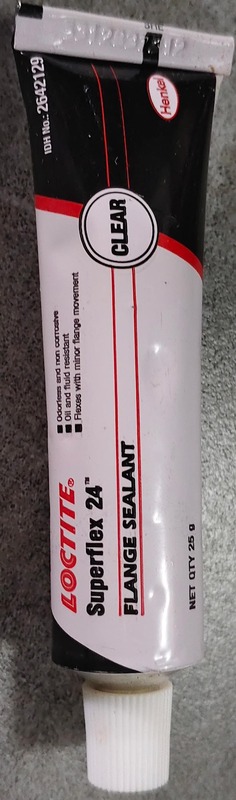 IDH No.: 2642129
Henkel
CLEAR
■ Odorless and non corrosive
■ Oil and fluid resistant
■ Flexes with minor flange movement
LOCTITE®
Superflex 24™
FLANGE SEALANT
NET QTY 25 g